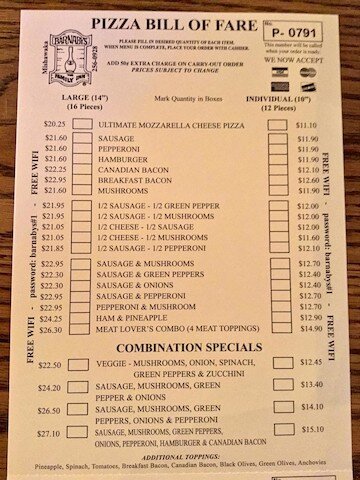 PIZZA BILL OF FARE
Mishawaka
BARNABY'S
FAMILY INN
256-0928
PLEASE FILL IN DESIRED QUANTITY OF EACH ITEM.
WHEN MENU IS COMPLETE, PLACE YOUR ORDER WITH CASHIER.
ADD 50¢ EXTRA CHARGE ON CARRY-OUT ORDER
PRICES SUBJECT TO CHANGE
No.
P- 0791
This number will be called
when your order is ready.
WE NOW ACCEPT
LARGE (14") Mark Quantity in Boxes INDIVIDUAL (10")
(16 Pieces) (12 Pieces)
$20.25 ULTIMATE MOZZARELLA CHEESE PIZZA $11.10
$21.60 SAUSAGE $11.90
$21.60 PEPPERONI $11.90
$21.60 HAMBURGER $11.90
$22.25 CANADIAN BACON $12.10
$22.95 BREAKFAST BACON $12.60
$21.60 MUSHROOMS $11.90
$21.95 1/2 SAUSAGE - 1/2 GREEN PEPPER $12.00
$21.95 1/2 SAUSAGE - 1/2 MUSHROOMS $12.00
$21.05 1/2 CHEESE - 1/2 SAUSAGE $11.60
$21.05 1/2 CHEESE - 1/2 MUSHROOMS $11.60
$21.85 1/2 SAUSAGE - 1/2 PEPPERONI $12.10
$22.95 SAUSAGE & MUSHROOMS $12.70
$22.30 SAUSAGE & GREEN PEPPERS $12.40
$22.30 SAUSAGE & ONIONS $12.40
$22.95 SAUSAGE & PEPPERONI $12.70
$22.95 PEPPERONI & MUSHROOM $12.70
$24.25 HAM & PINEAPPLE $12.90
$26.30 MEAT LOVER'S COMBO (4 MEAT TOPPINGS) $14.90
FREE WIFI - password: barnabys#1 - FREE WIFI
FREE WIFI - password: barnabys#1 - FREE WIFI
COMBINATION SPECIALS
$22.50 VEGGIE - MUSHROOMS, ONION, SPINACH, $12.45
GREEN PEPPERS & ZUCCHINI
$24.20 SAUSAGE, MUSHROOMS, GREEN $13.40
PEPPER & ONIONS
$26.50 SAUSAGE, MUSHROOMS, GREEN $14.10
PEPPERS, ONIONS & PEPPERONI
$27.10 SAUSAGE, MUSHROOMS, GREEN PEPPERS, $15.10
ONIONS, PEPPERONI, HAMBURGER & CANADIAN BACON
ADDITIONAL TOPPINGS:
Pineapple, Spinach, Tomatoes, Breakfast Bacon, Canadian Bacon, Black Olives, Green Olives, Anchovies